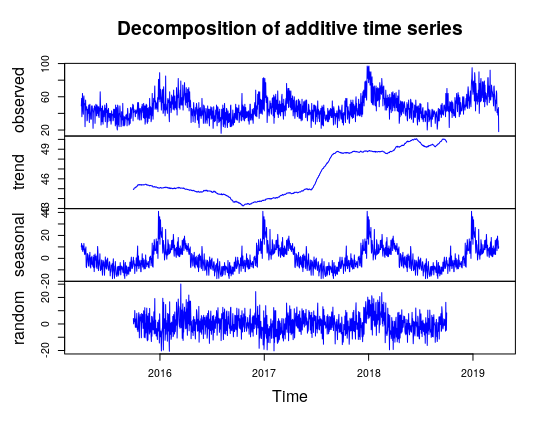 Decomposition of additive time series
observed
20 60 100
trend
43 46 49
seasonal
-20 0 20 40
random
-20 0 20
2016 2017 2018 2019
Time